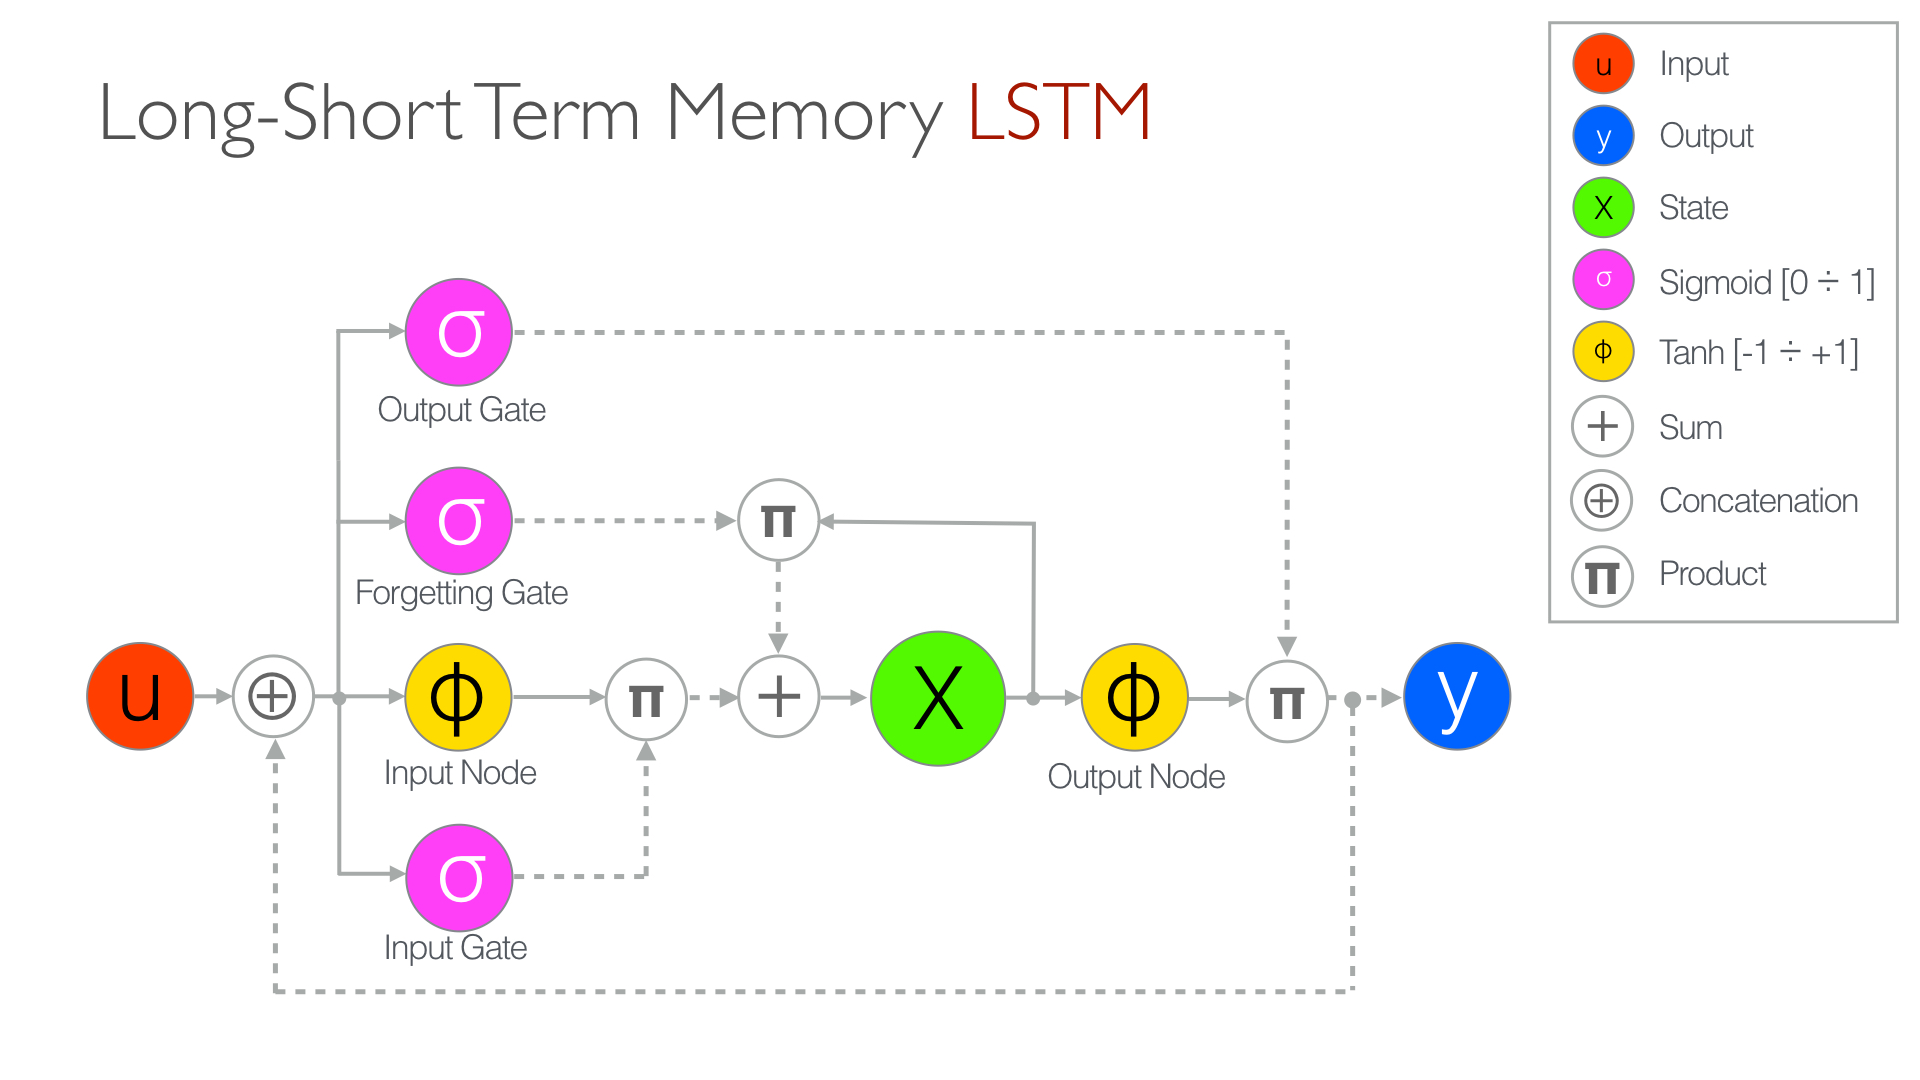 Long-Short Term Memory LSTM
u Input
y Output
X State
σ Sigmoid [0 ÷ 1]
ϕ Tanh [-1 ÷ +1]
+ Sum
⊕ Concatenation
π Product
σ
Output Gate
σ
π
Forgetting Gate
u ⊕ ϕ π + X ϕ π y
Input Node
Output Node
σ
Input Gate